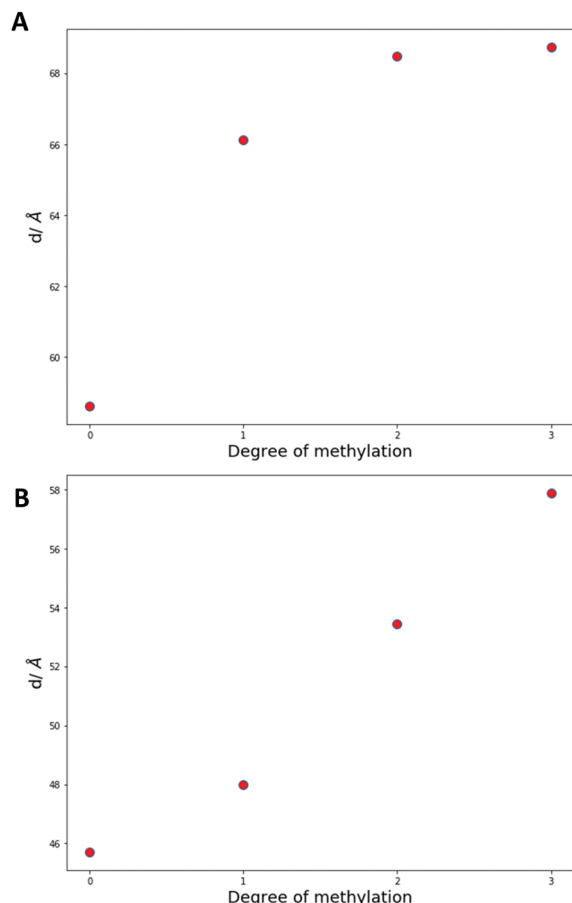 A
68
66
64
62
60
d/ Å
0 1 2 3
Degree of methylation
B
58
56
54
52
50
48
46
d/ Å
0 1 2 3
Degree of methylation